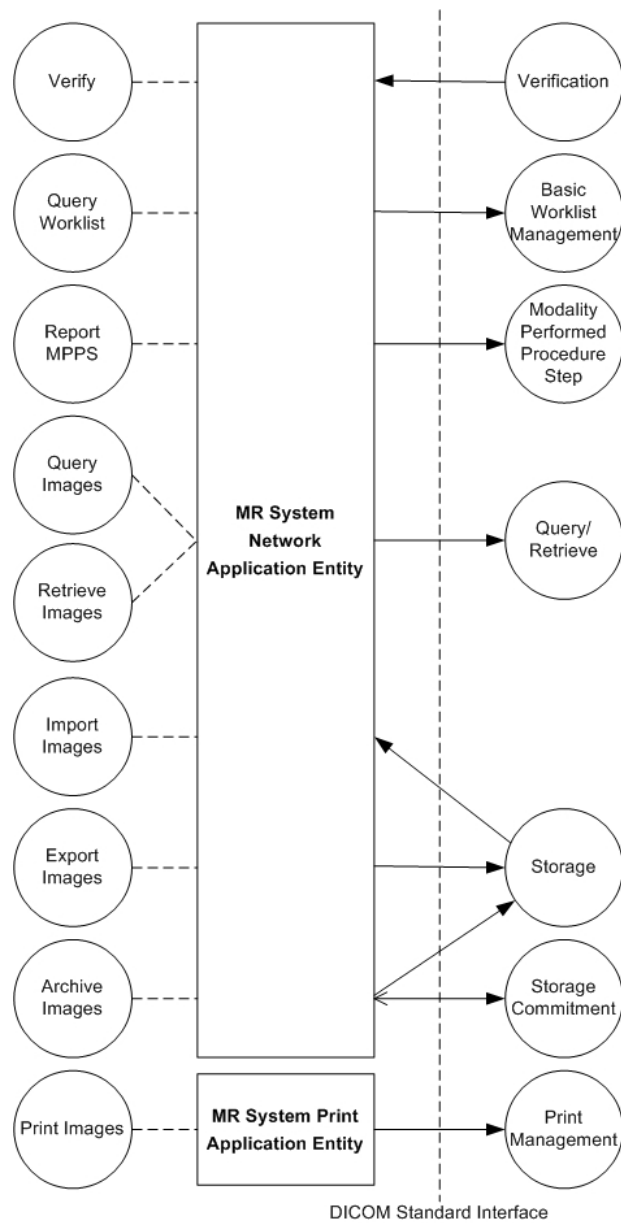 Verify
Verification
Query
Worklist
Basic
Worklist
Management
Report
MPPS
Modality
Performed
Procedure
Step
Query
Images
MR System
Network
Application Entity
Query/
Retrieve
Retrieve
Images
Import
Images
Export
Images
Storage
Archive
Images
Storage
Commitment
Print Images
MR System Print
Application Entity
Print
Management
DICOM Standard Interface